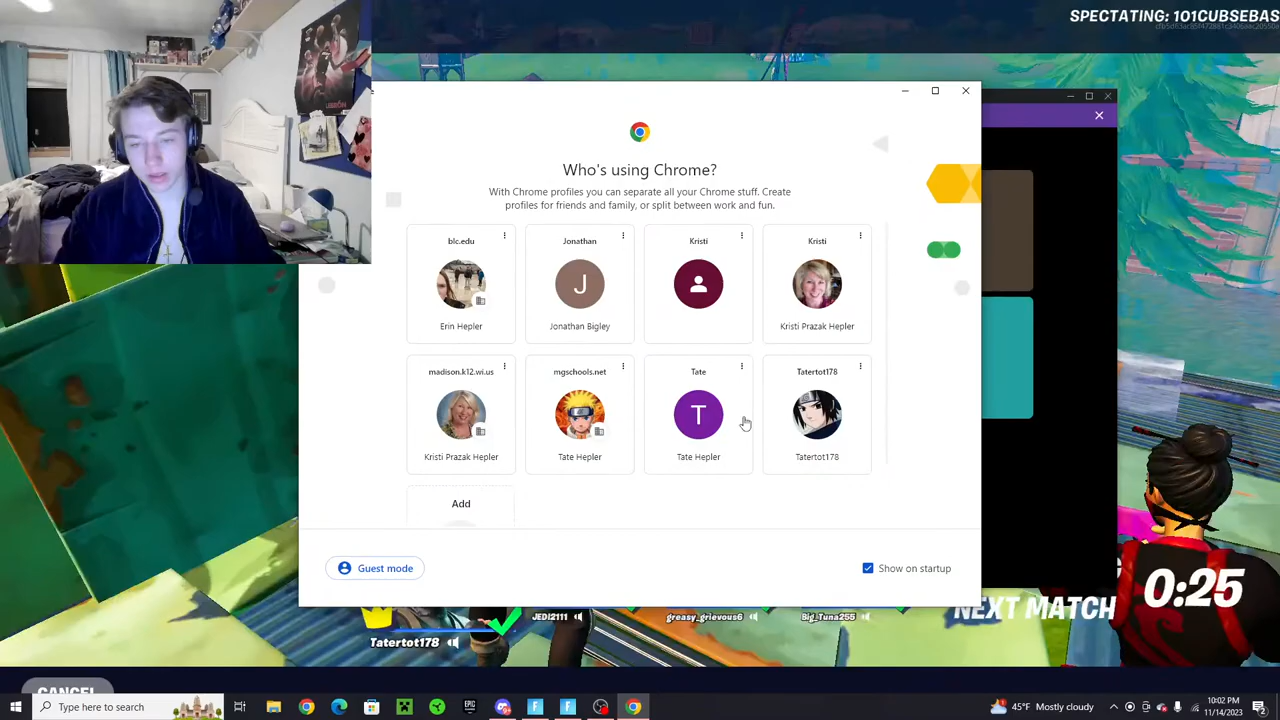 SPECTATING: 101CUBSEBAS
Who's using Chrome?
With Chrome profiles you can separate all your Chrome stuff. Create
profiles for friends and family, or split between work and fun.
blc.edu
Jonathan
Kristi
Kristi
J
Erin Hepler
Jonathan Bigley
Kristi Prazak Hepler
madison.k12.wi.us
mgschools.net
Tate
Tatertot178
T
Kristi Prazak Hepler
Tate Hepler
Tate Hepler
Tatertot178
Add
Guest mode
Show on startup
0:25
NEXT MATCH
JEDI2111
greasy_grievous6
Big_Tuna255
Tatertot178
CANCEL
Type here to search
EPIC
45°F Mostly cloudy
10:02 PM
11/14/2023
2